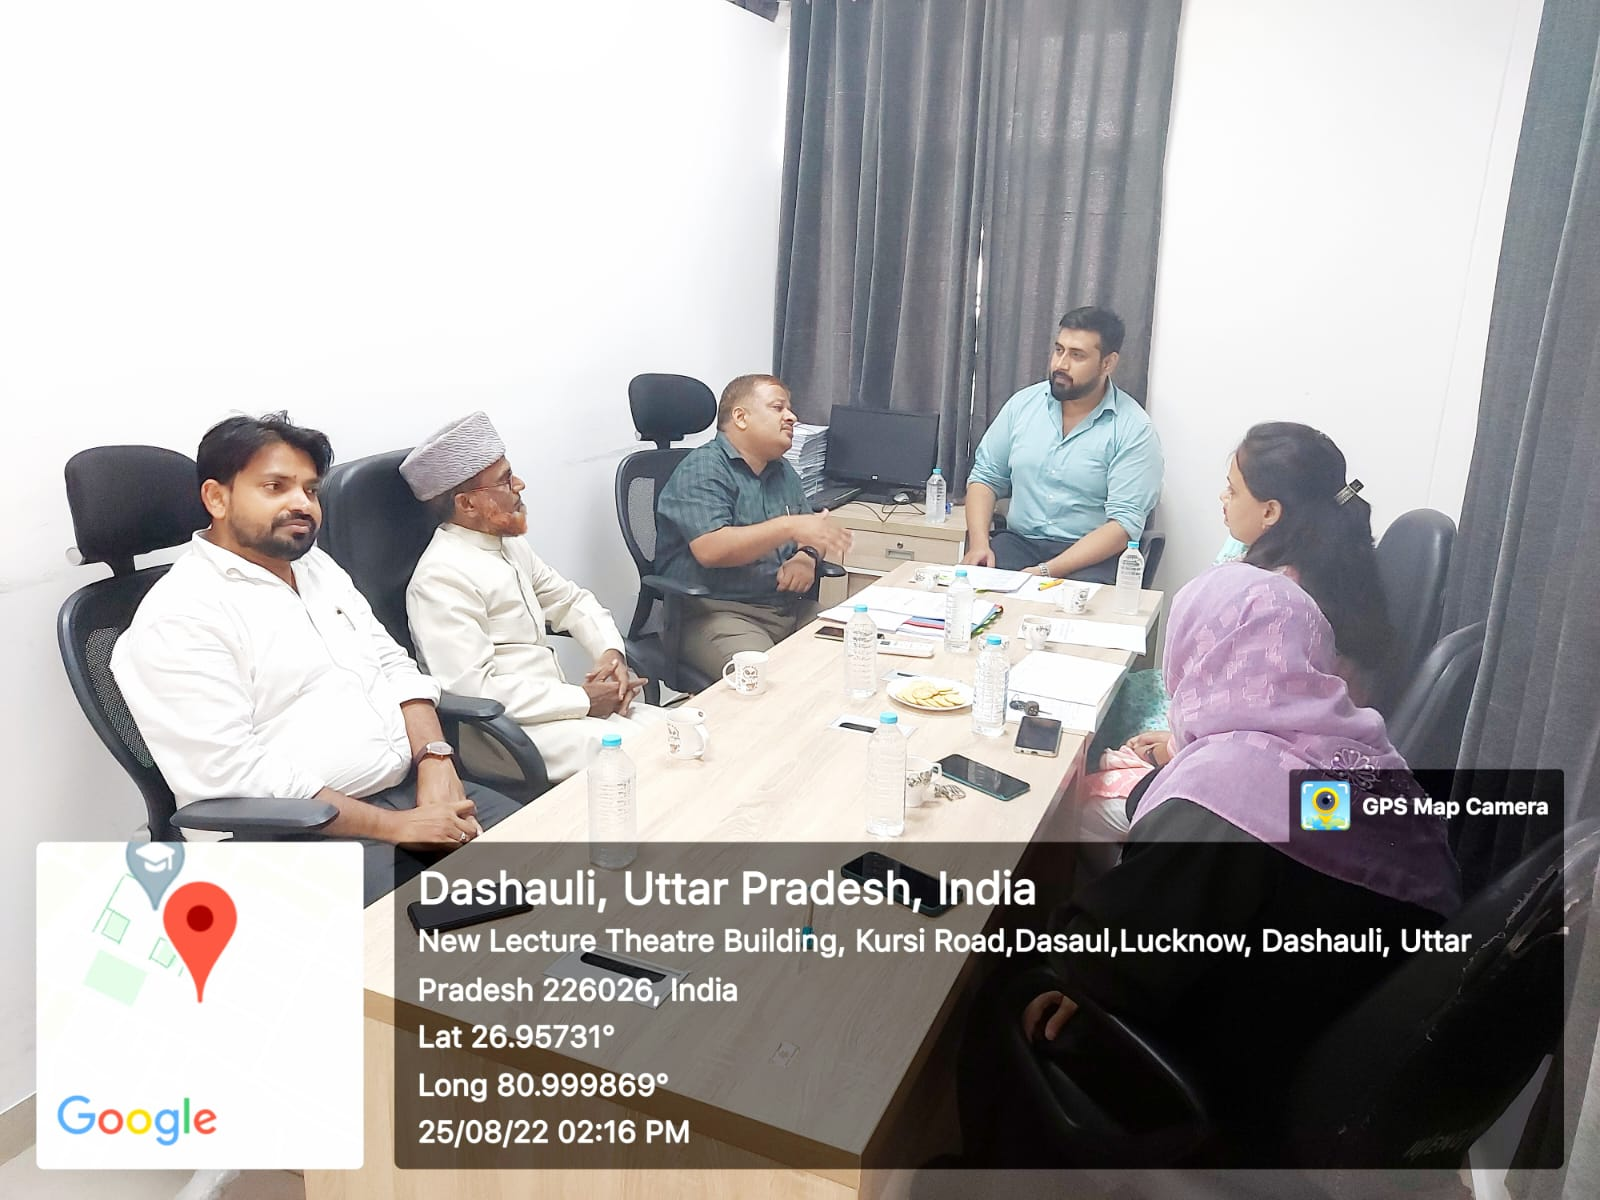 GPS Map Camera
Dashauli, Uttar Pradesh, India
New Lecture Theatre Building, Kursi Road,Dasaul,Lucknow, Dashauli, Uttar
Pradesh 226026, India
Lat 26.95731°
Long 80.999869°
25/08/22 02:16 PM
Google